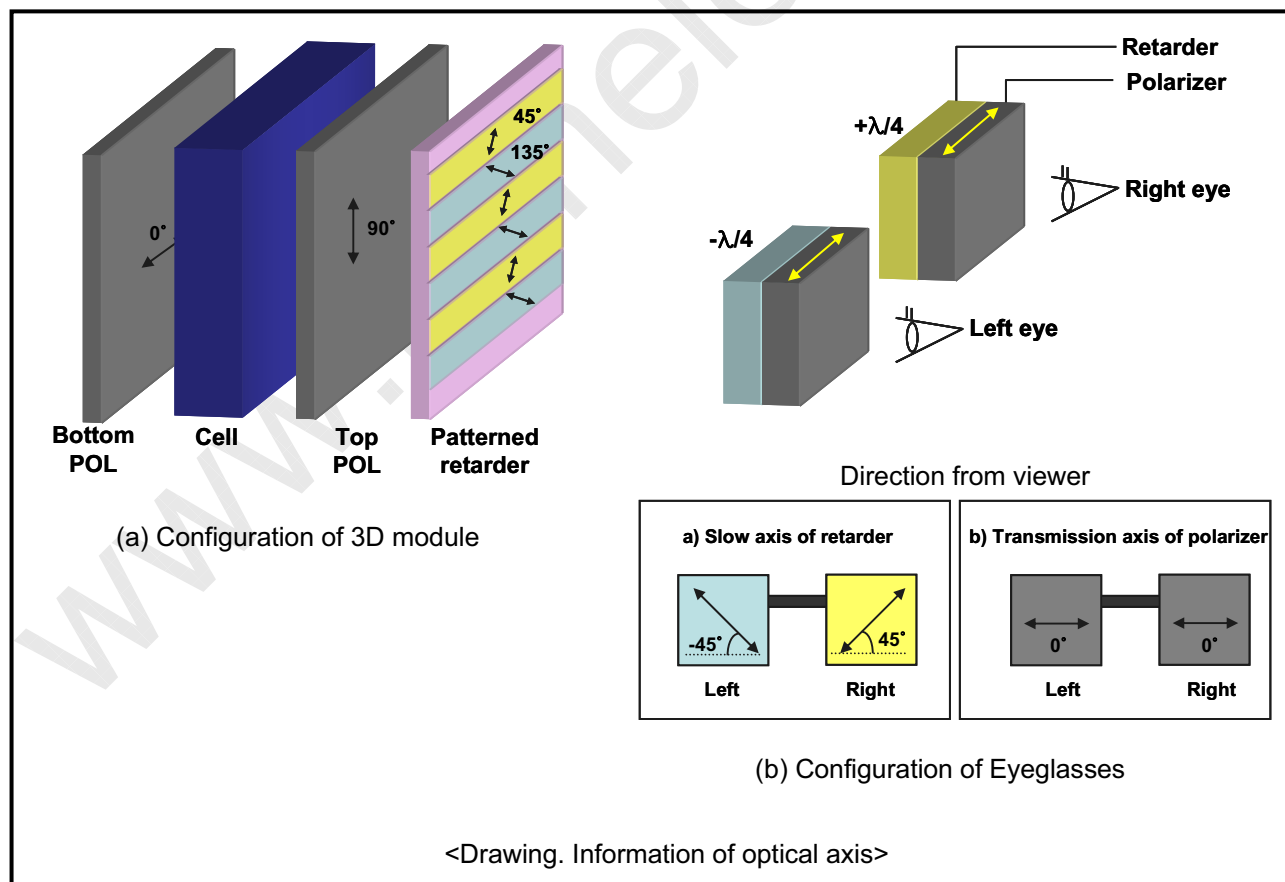 Retarder
Polarizer
45°
+λ/4
135°
Right eye
0°
90°
-λ/4
Left eye
Bottom
POL
Cell
Top
POL
Patterned
retarder
Direction from viewer
(a) Configuration of 3D module
a) Slow axis of retarder
b) Transmission axis of polarizer
-45°
45°
0°
0°
Left
Right
Left
Right
(b) Configuration of Eyeglasses
<Drawing. Information of optical axis>